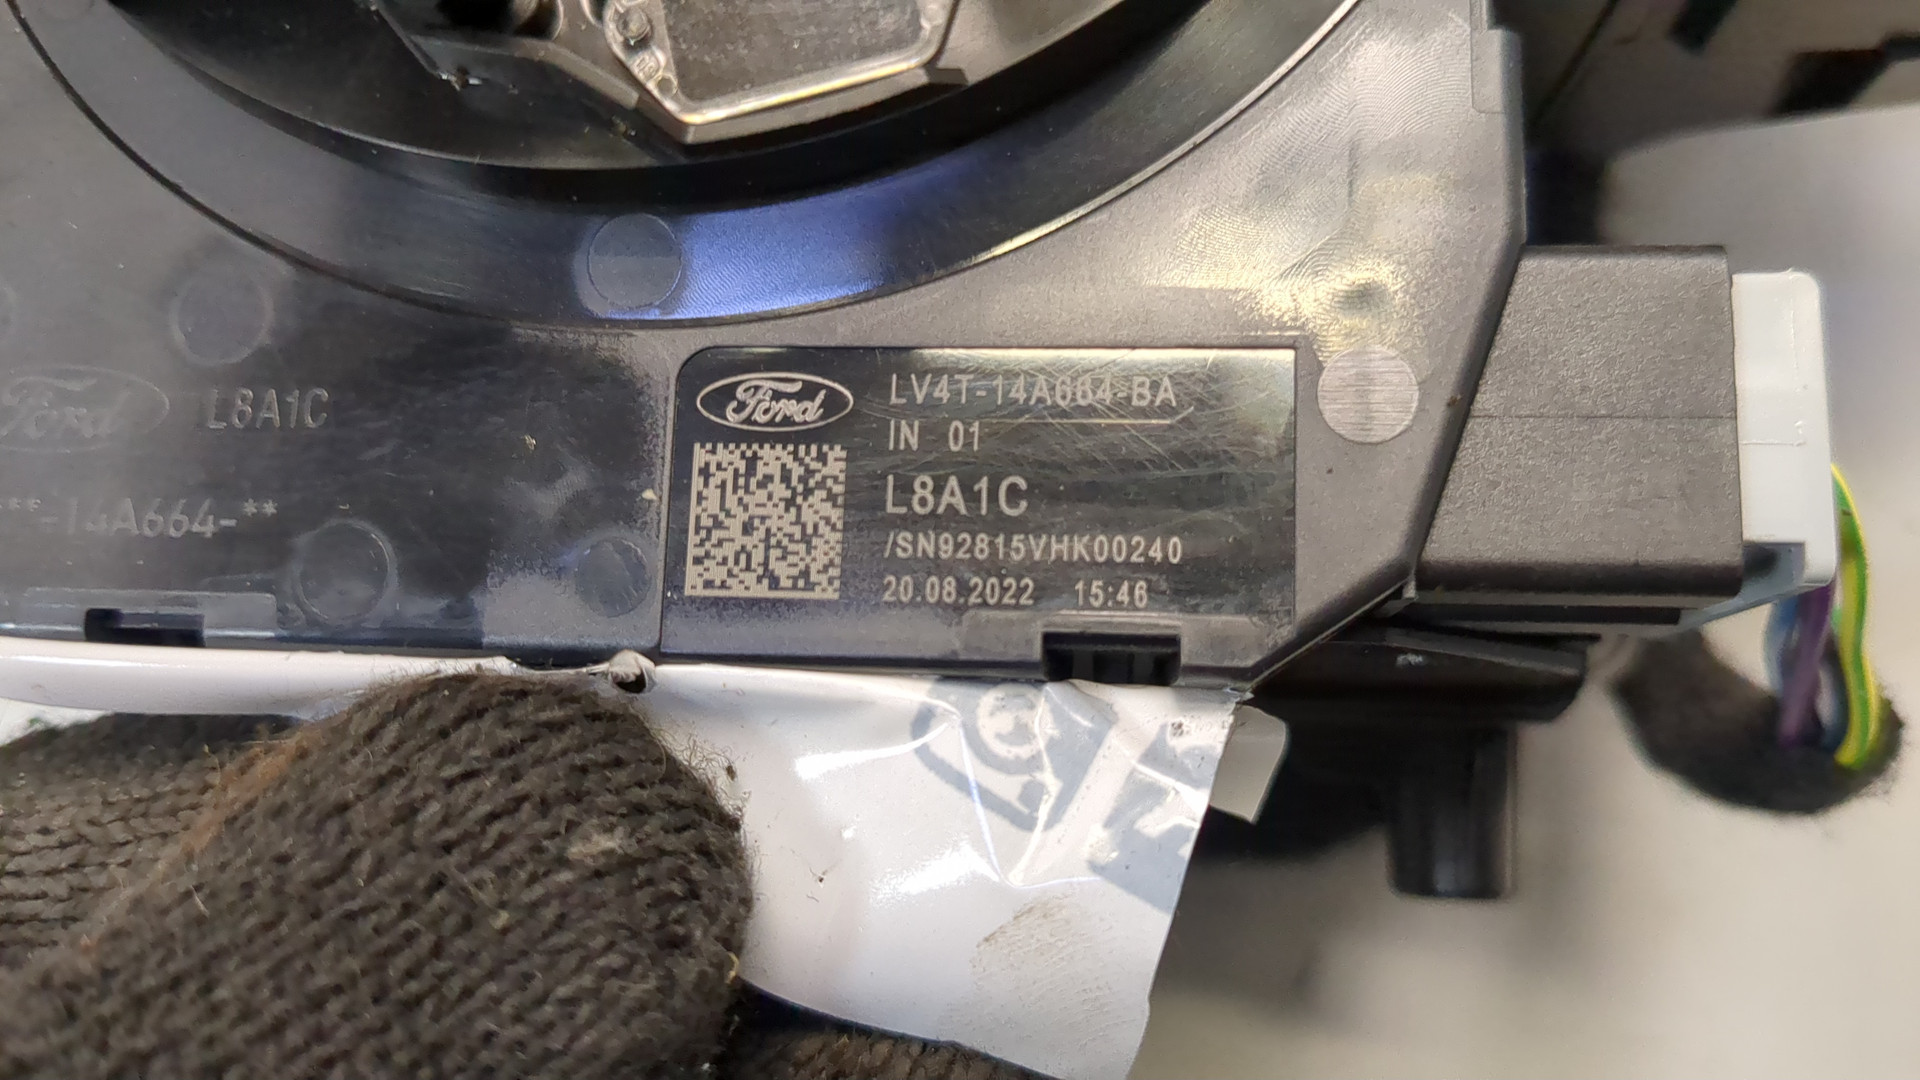 Ford L8A1C
**-14A664-**
Ford
LV4T-14A664-BA
IN 01
L8A1C
/SN92815VHK00240
20.08.2022 15:46